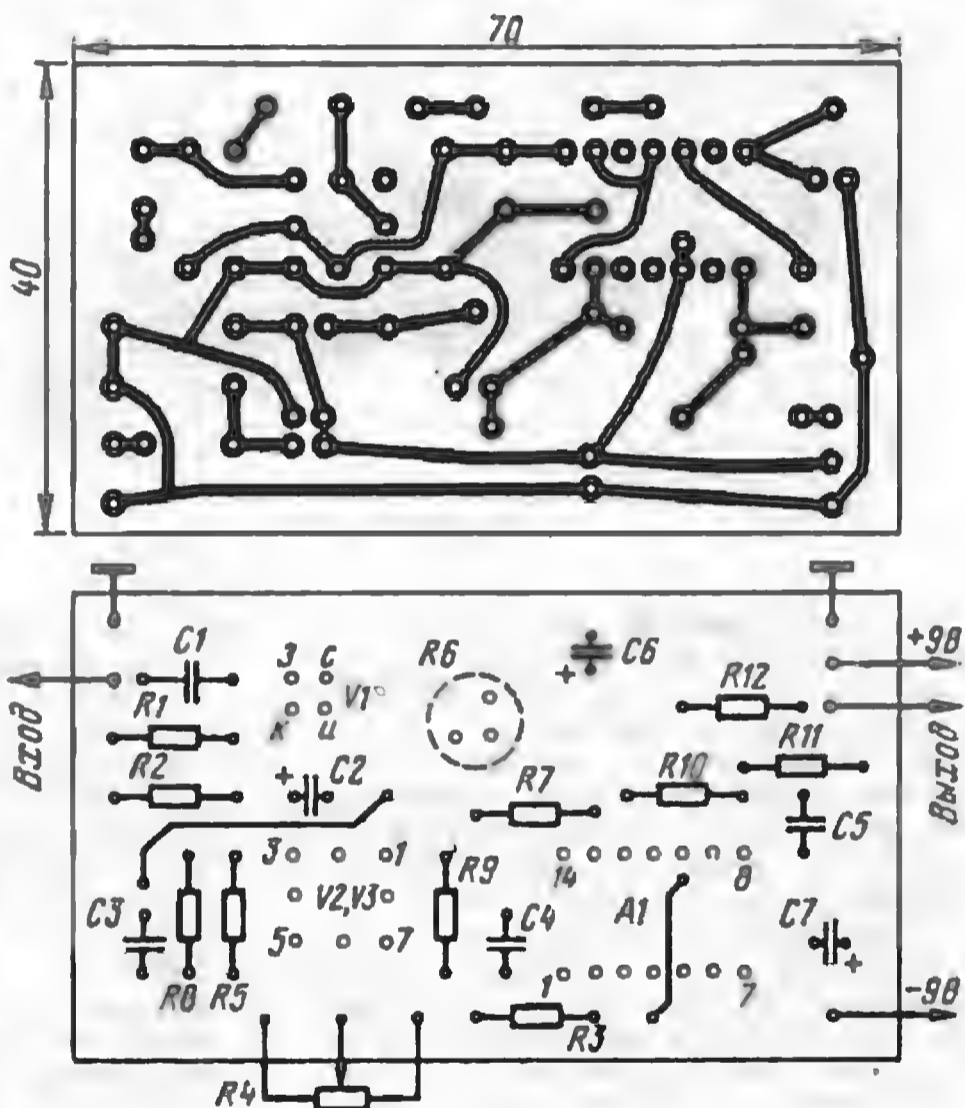 70
40
C1
З С
R6
C6
+9В
R1
V1
К И
R12
Вход
R2
C2
R7
R10
R11
Выход
C5
3 1
R9
14 8
C3
V2,V3
C4
A1
C7
5 7
R8 R5
1 7
-9В
R3
R4
+
+
+